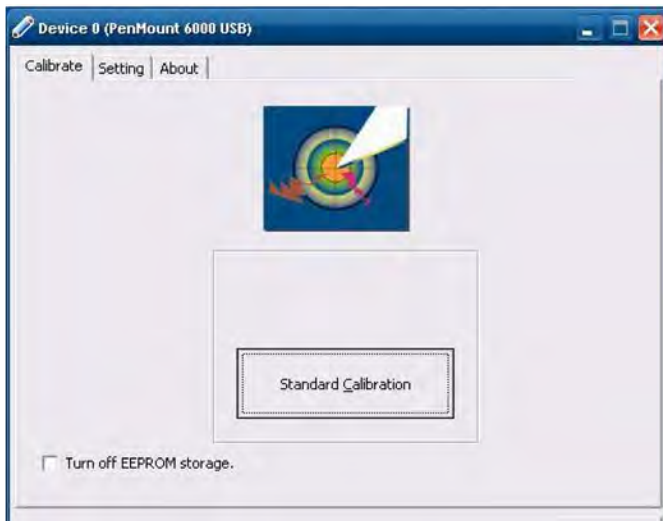 Device 0 (PenMount 6000 USB)
Calibrate Setting About
Standard Calibration
Turn off EEPROM storage.